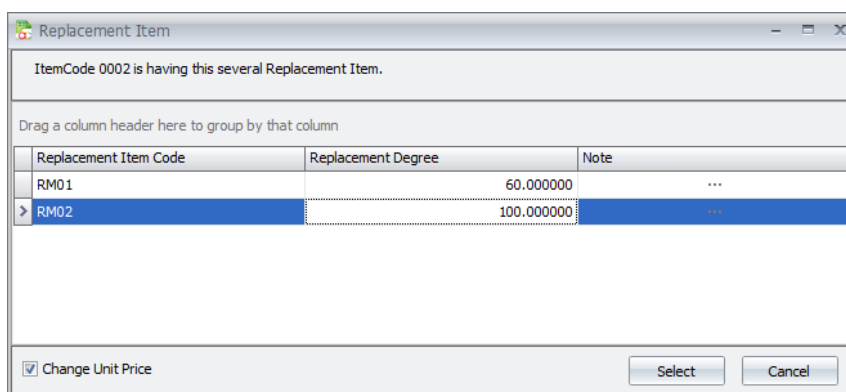 Replacement Item
ItemCode 0002 is having this several Replacement Item.
Drag a column header here to group by that column
Replacement Item Code Replacement Degree Note
RM01 60.000000 ...
RM02 100.000000 ...
Change Unit Price Select Cancel